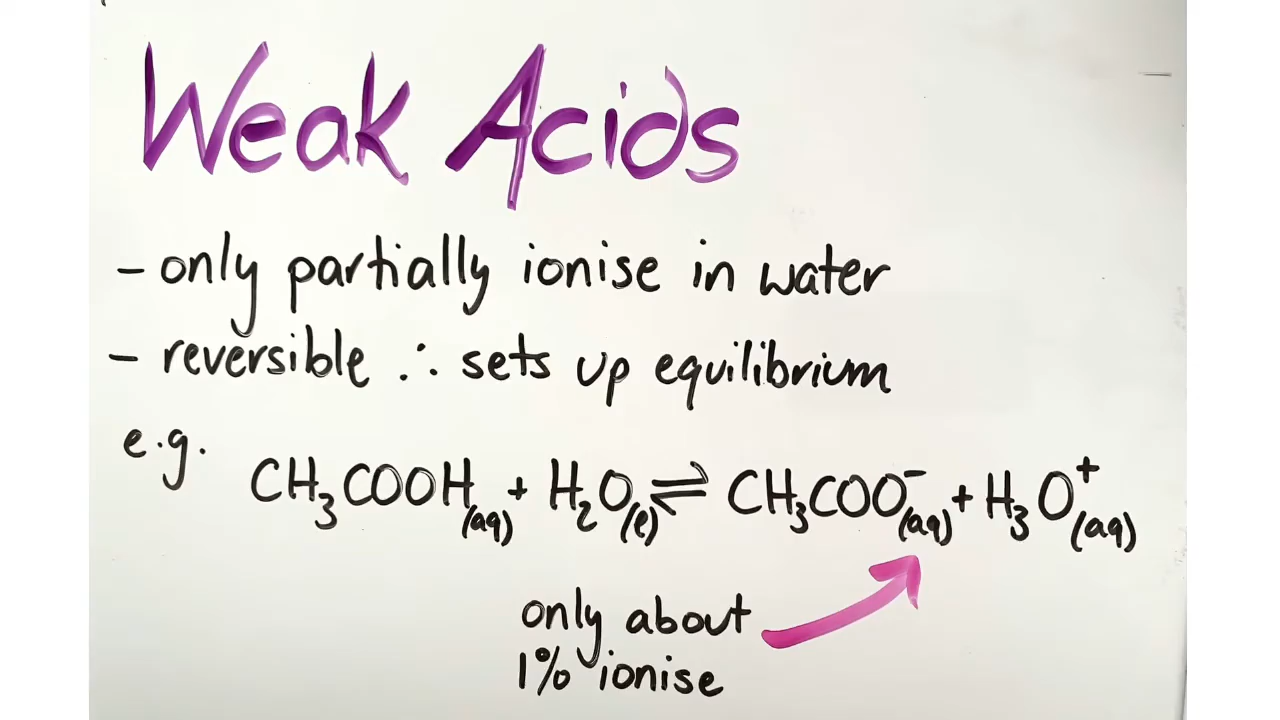 Weak Acids
- only partially ionise in water
- reversible ∴ sets up equilibrium
e.g.
CH₃COOH(aq) + H₂O(l) ⇌ CH₃COO⁻(aq) + H₃O⁺(aq)
only about
1% ionise